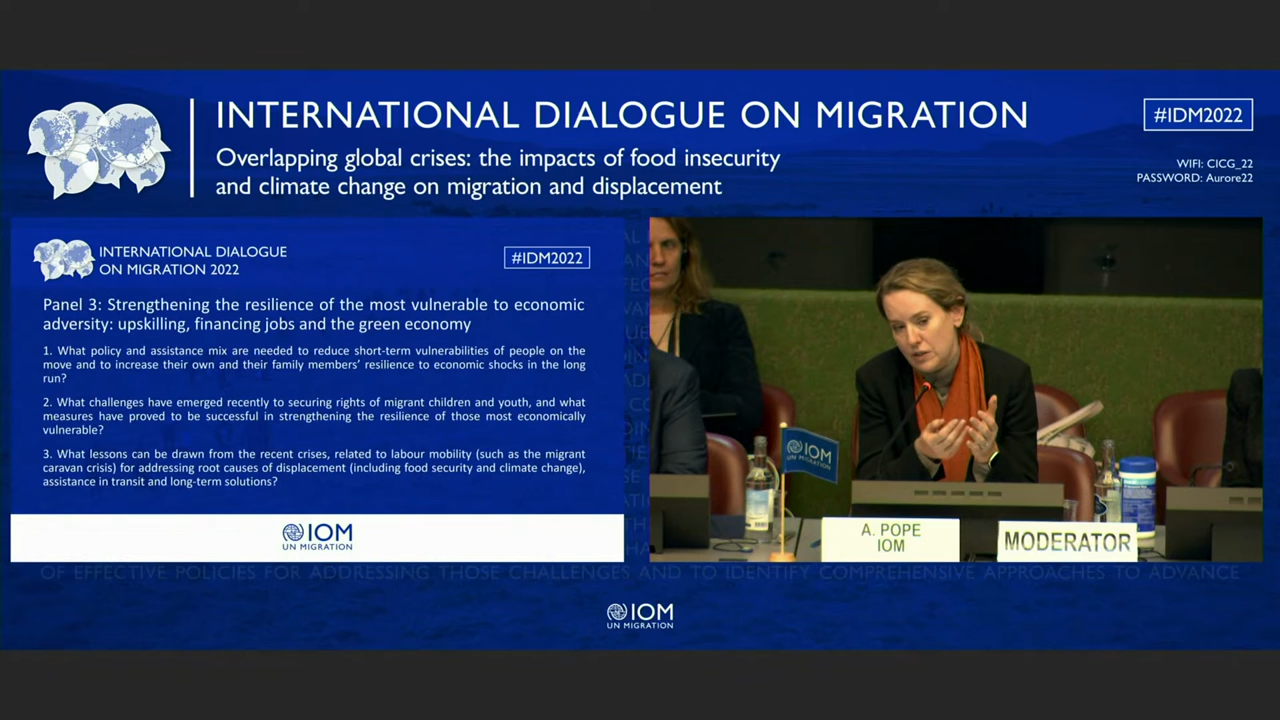 INTERNATIONAL DIALOGUE ON MIGRATION
Overlapping global crises: the impacts of food insecurity
and climate change on migration and displacement
#IDM2022
WIFI: CICG_22
PASSWORD: Aurore22
INTERNATIONAL DIALOGUE
ON MIGRATION 2022
#IDM2022
Panel 3: Strengthening the resilience of the most vulnerable to economic
adversity: upskilling, financing jobs and the green economy
1. What policy and assistance mix are needed to reduce short-term vulnerabilities of people on the
move and to increase their own and their family members' resilience to economic shocks in the long
run?
2. What challenges have emerged recently to securing rights of migrant children and youth, and what
measures have proved to be successful in strengthening the resilience of those most economically
vulnerable?
3. What lessons can be drawn from the recent crises, related to labour mobility (such as the migrant
caravan crisis) for addressing root causes of displacement (including food security and climate change),
assistance in transit and long-term solutions?
IOM
UN MIGRATION
IOM
UN MIGRATION
A. POPE
IOM
MODERATOR
OF EFFECTIVE POLICIES FOR ADDRESSING THOSE CHALLENGES AND TO IDENTIFY COMPREHENSIVE APPROACHES TO ADVANCE
IOM
UN MIGRATION